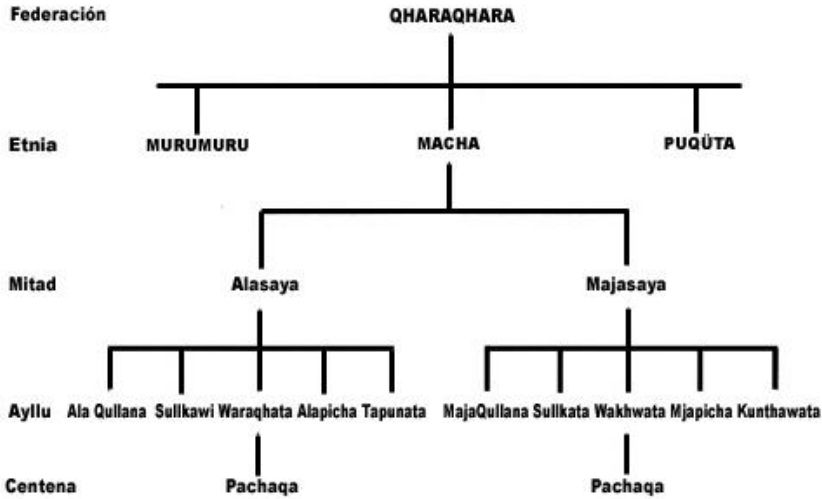 Federación QHARAQHARA
Etnia MURUMURU MACHA PUQÜTA
Mitad Alasaya Majasaya
Ayllu Ala Qullana Sullkawi Waraqhata Alapicha Tapunata MajaQullana Sullkata Wakhwata Mjapicha Kunthawata
Centena Pachaqa Pachaqa